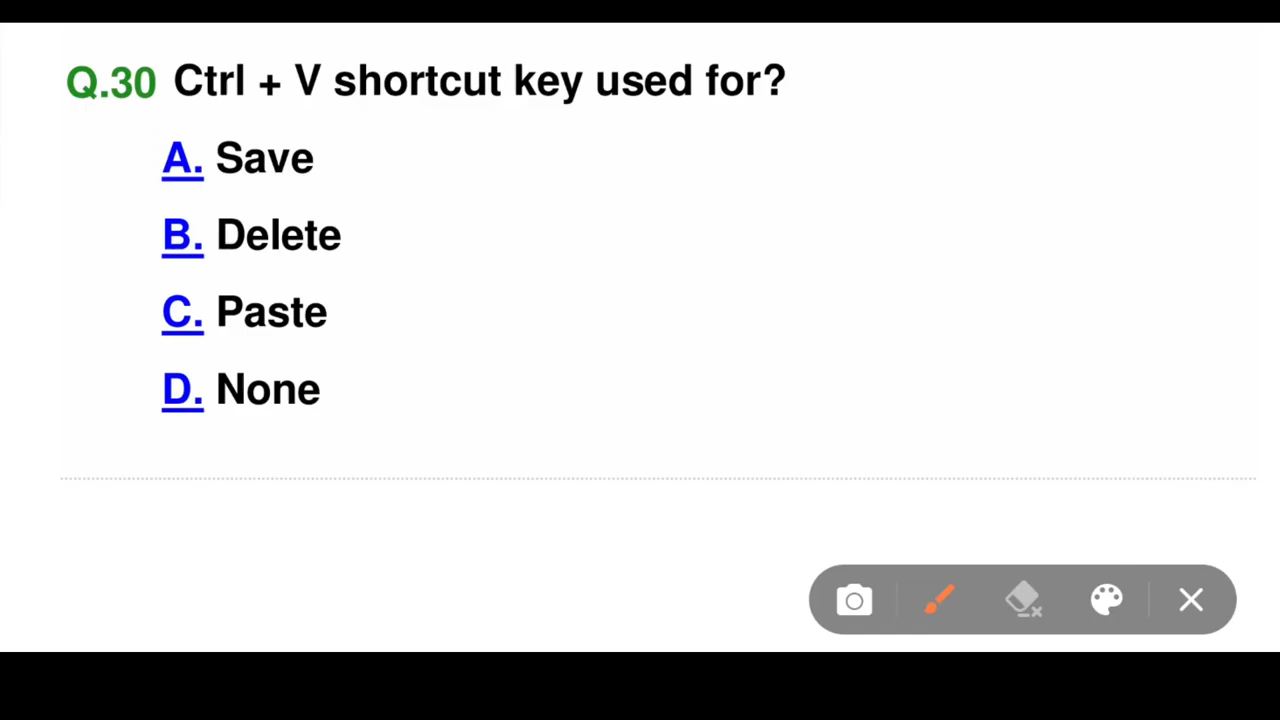 Q.30 Ctrl + V shortcut key used for?
A. Save
B. Delete
C. Paste
D. None